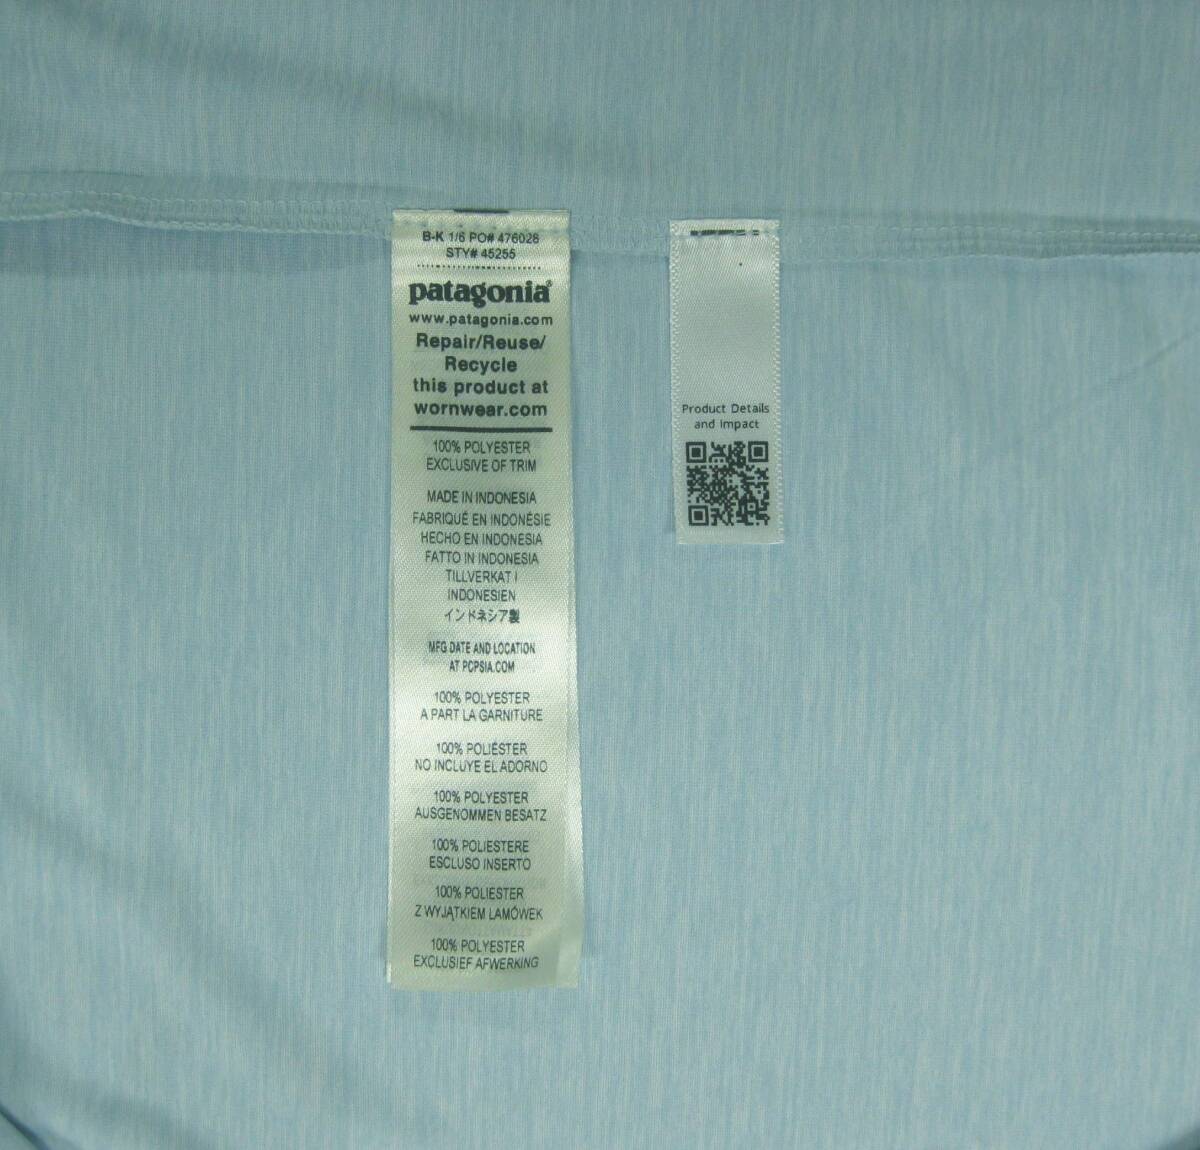 B-K 1/6 PO# 476028
STY# 45255
patagonia®
www.patagonia.com
Repair/Reuse/
Recycle
this product at
wornwear.com
100% POLYESTER
EXCLUSIVE OF TRIM
MADE IN INDONESIA
FABRIQUÉ EN INDONÉSIE
HECHO EN INDONESIA
FATTO IN INDONESIA
TILLVERKAT I
INDONESIEN
インドネシア製
MFG DATE AND LOCATION
AT PCPSIA.COM
100% POLYESTER
A PART LA GARNITURE
100% POLIÉSTER
NO INCLUYE EL ADORNO
100% POLYESTER
AUSGENOMMEN BESATZ
100% POLIESTERE
ESCLUSO INSERTO
100% POLIESTER
Z WYJĄTKIEM LAMÓWEK
100% POLYESTER
EXCLUSIEF AFWERKING
Product Details
and Impact